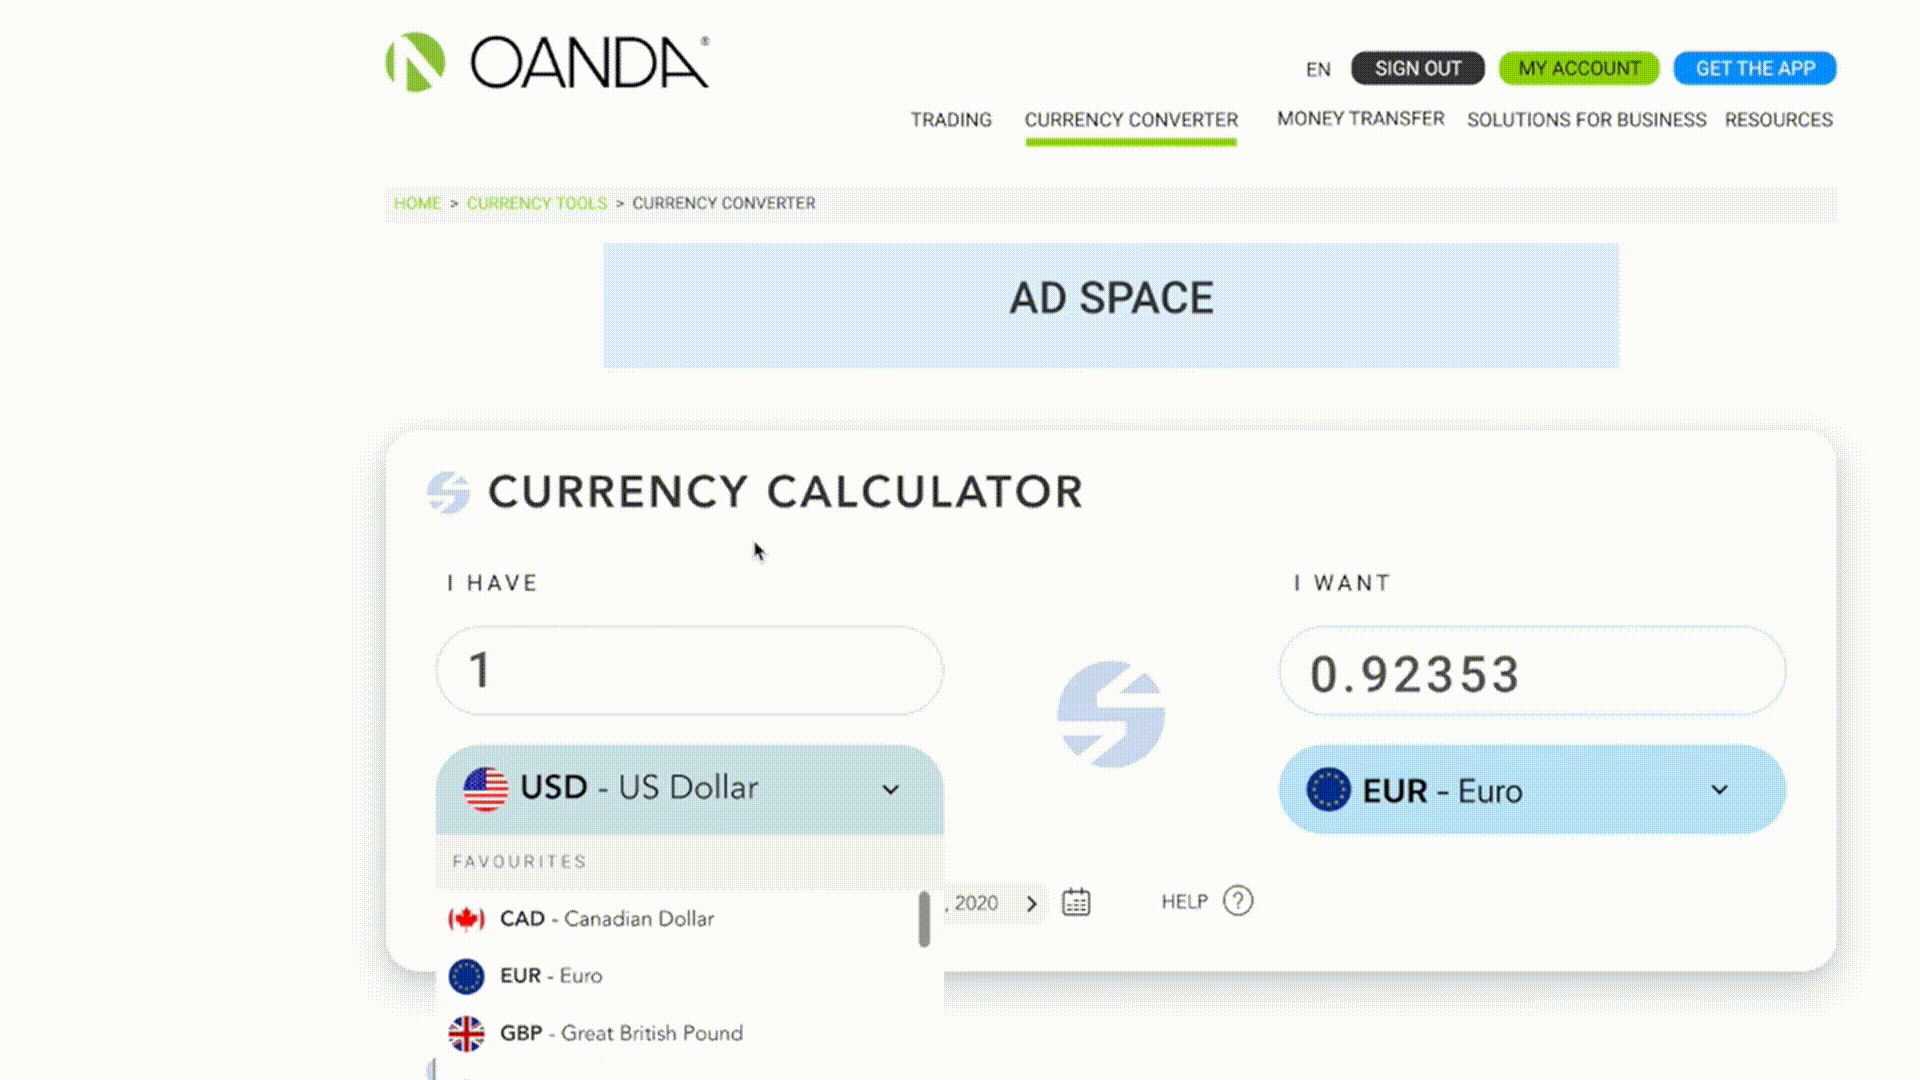 OANDA®
EN SIGN OUT MY ACCOUNT GET THE APP
TRADING CURRENCY CONVERTER MONEY TRANSFER SOLUTIONS FOR BUSINESS RESOURCES
HOME > CURRENCY TOOLS > CURRENCY CONVERTER
AD SPACE
CURRENCY CALCULATOR
I HAVE
I WANT
1
0.92353
USD - US Dollar
EUR - Euro
FAVOURITES
, 2020 >
HELP ?
CAD - Canadian Dollar
EUR - Euro
GBP - Great British Pound